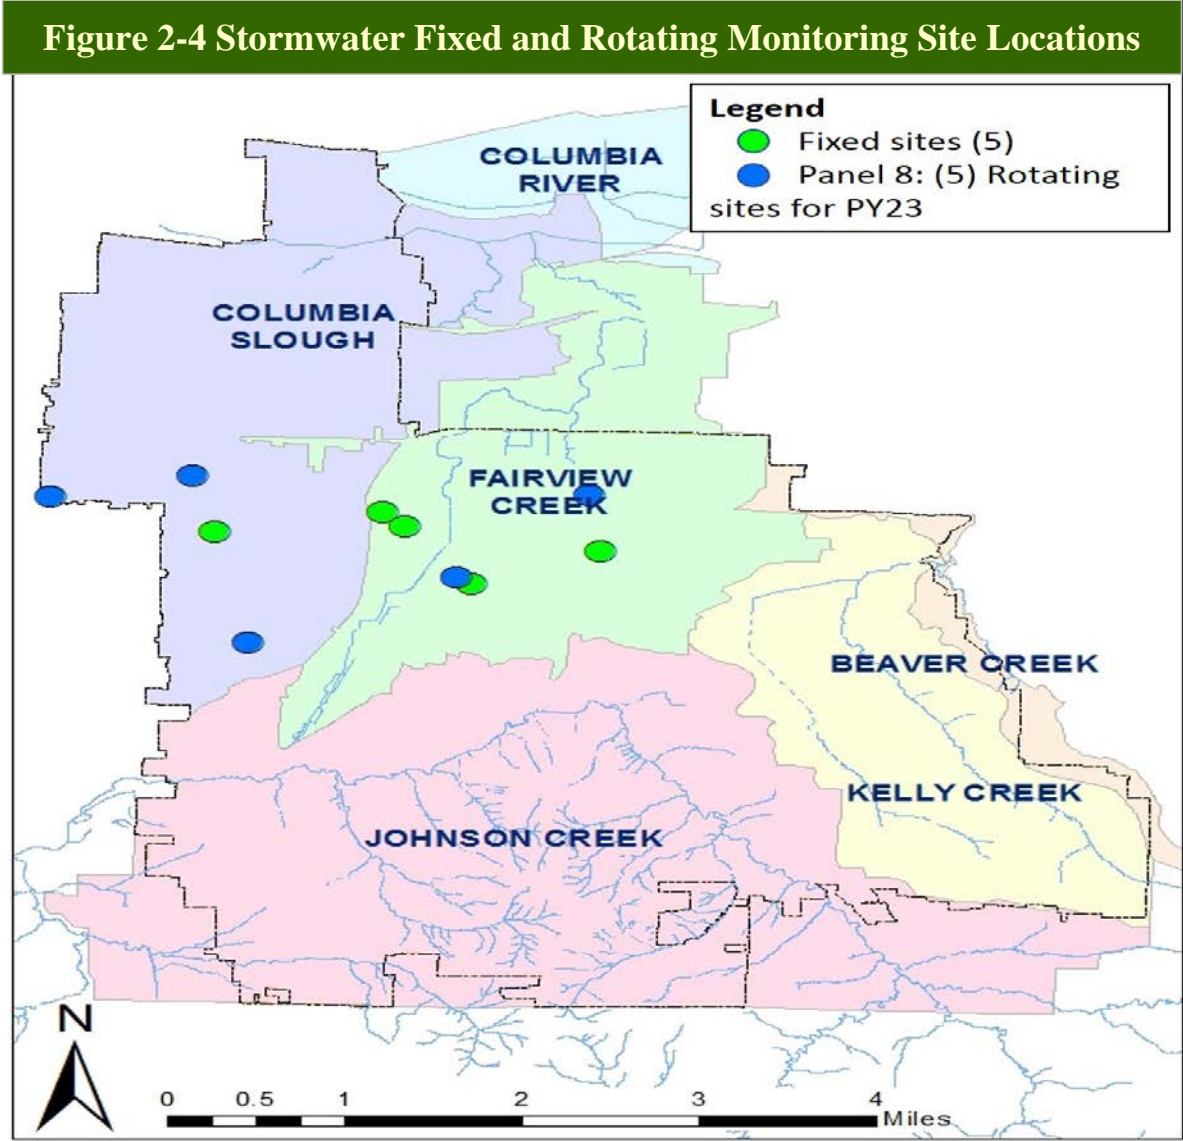 Figure 2-4 Stormwater Fixed and Rotating Monitoring Site Locations
Legend
Fixed sites (5)
Panel 8: (5) Rotating
sites for PY23
COLUMBIA
RIVER
COLUMBIA
SLOUGH
FAIRVIEW
CREEK
BEAVER CREEK
KELLY CREEK
JOHNSON CREEK
N
0 0.5 1 2 3 4
Miles